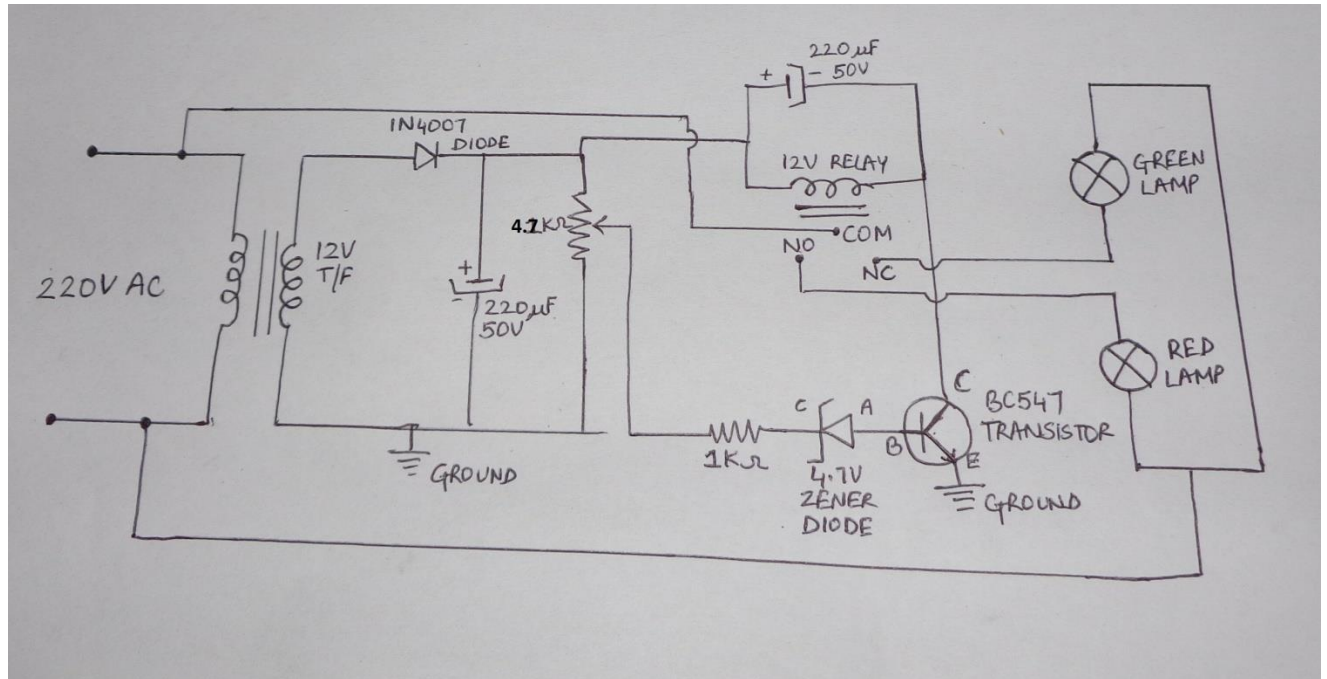 220μF
+ - 50V
1N4007
DIODE
12V RELAY
GREEN
LAMP
4.7KΩ
COM
NO
NC
12V
T/F
220V AC
+
-
220μF
50V
RED
LAMP
C
BC547
TRANSISTOR
C A
B
E
1KΩ
4.7V
ZENER
DIODE
GROUND
GROUND